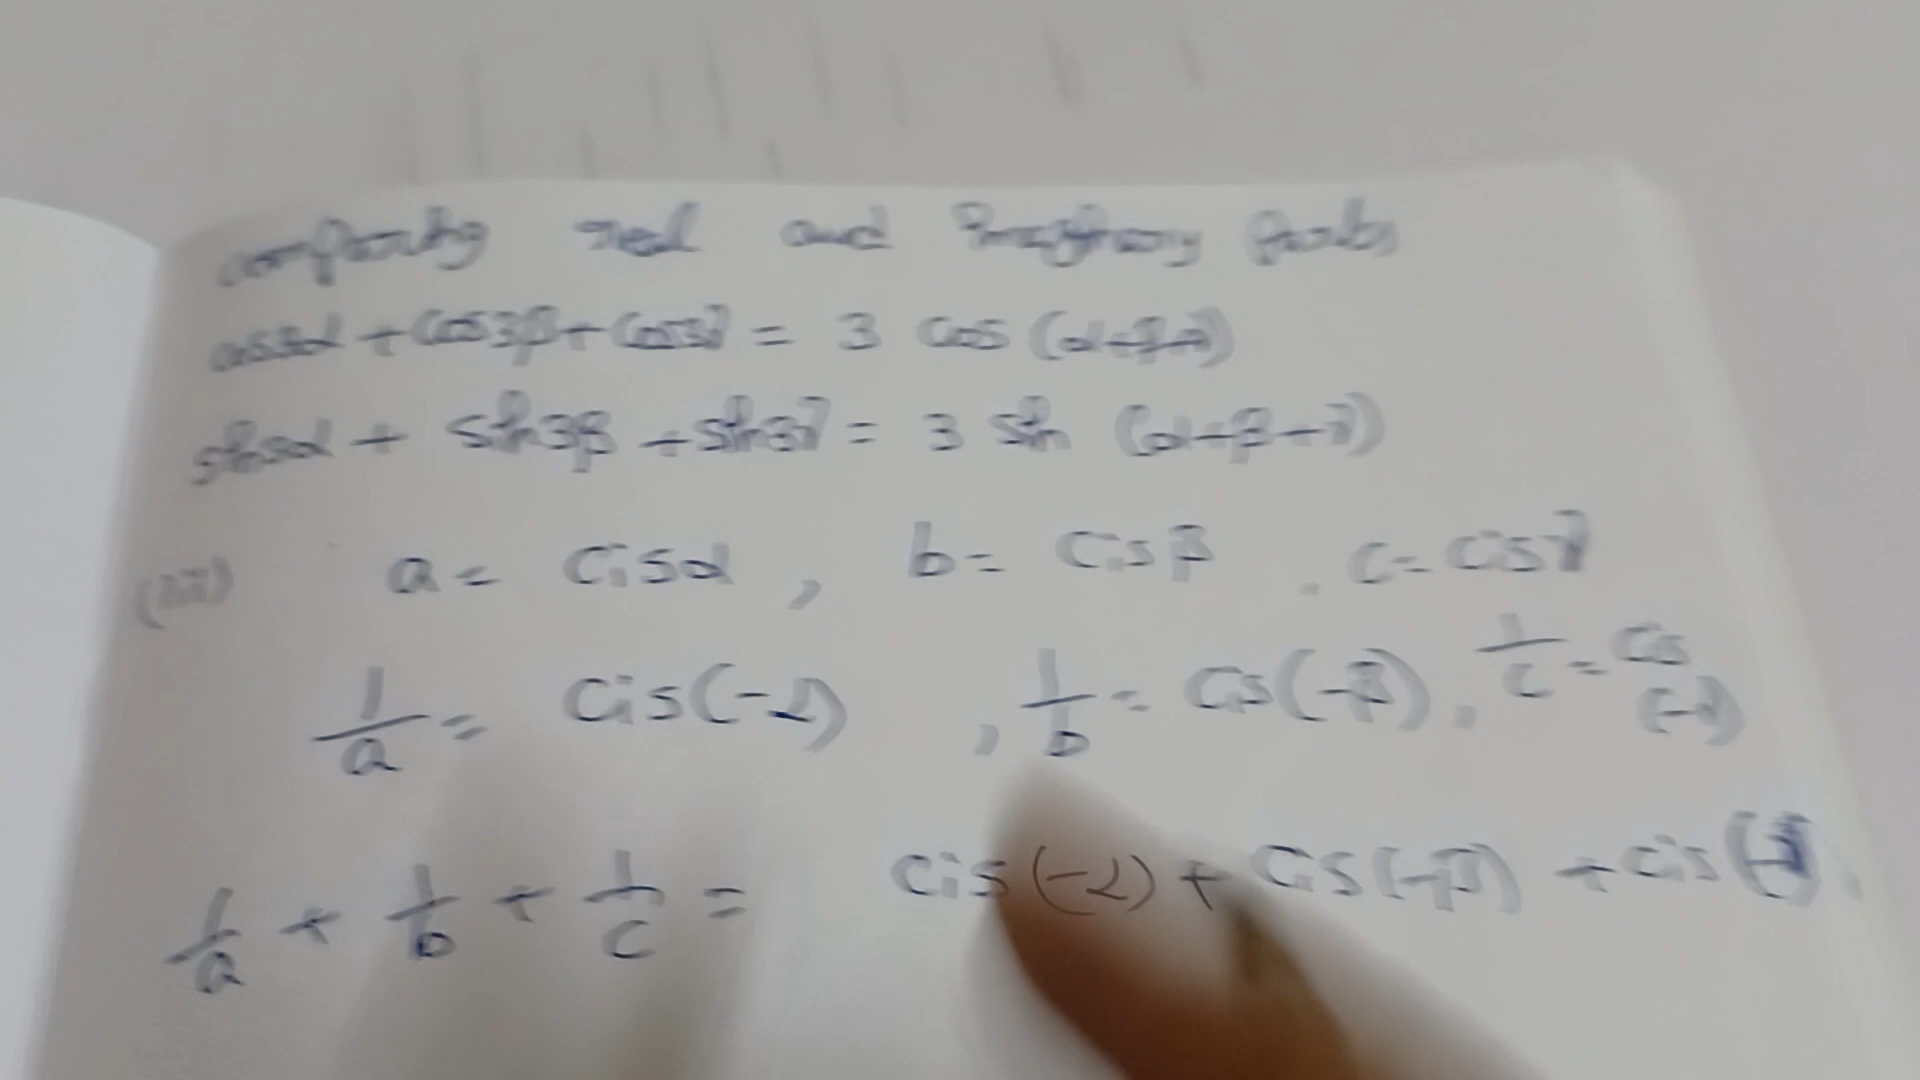 comparing real and Imaginary parts
cos3α + cos3β + cos3γ = 3 cos (α+β+γ)
sin3α + sin3β + sin3γ = 3 sin (α+β+γ)
(iii) a = cisα , b = cisβ , c = cisγ
1/a = cis(-α) , 1/b = cis(-β) , 1/c = cis (-γ)
1/a + 1/b + 1/c = cis(-α) + cis(-β) + cis(-γ)